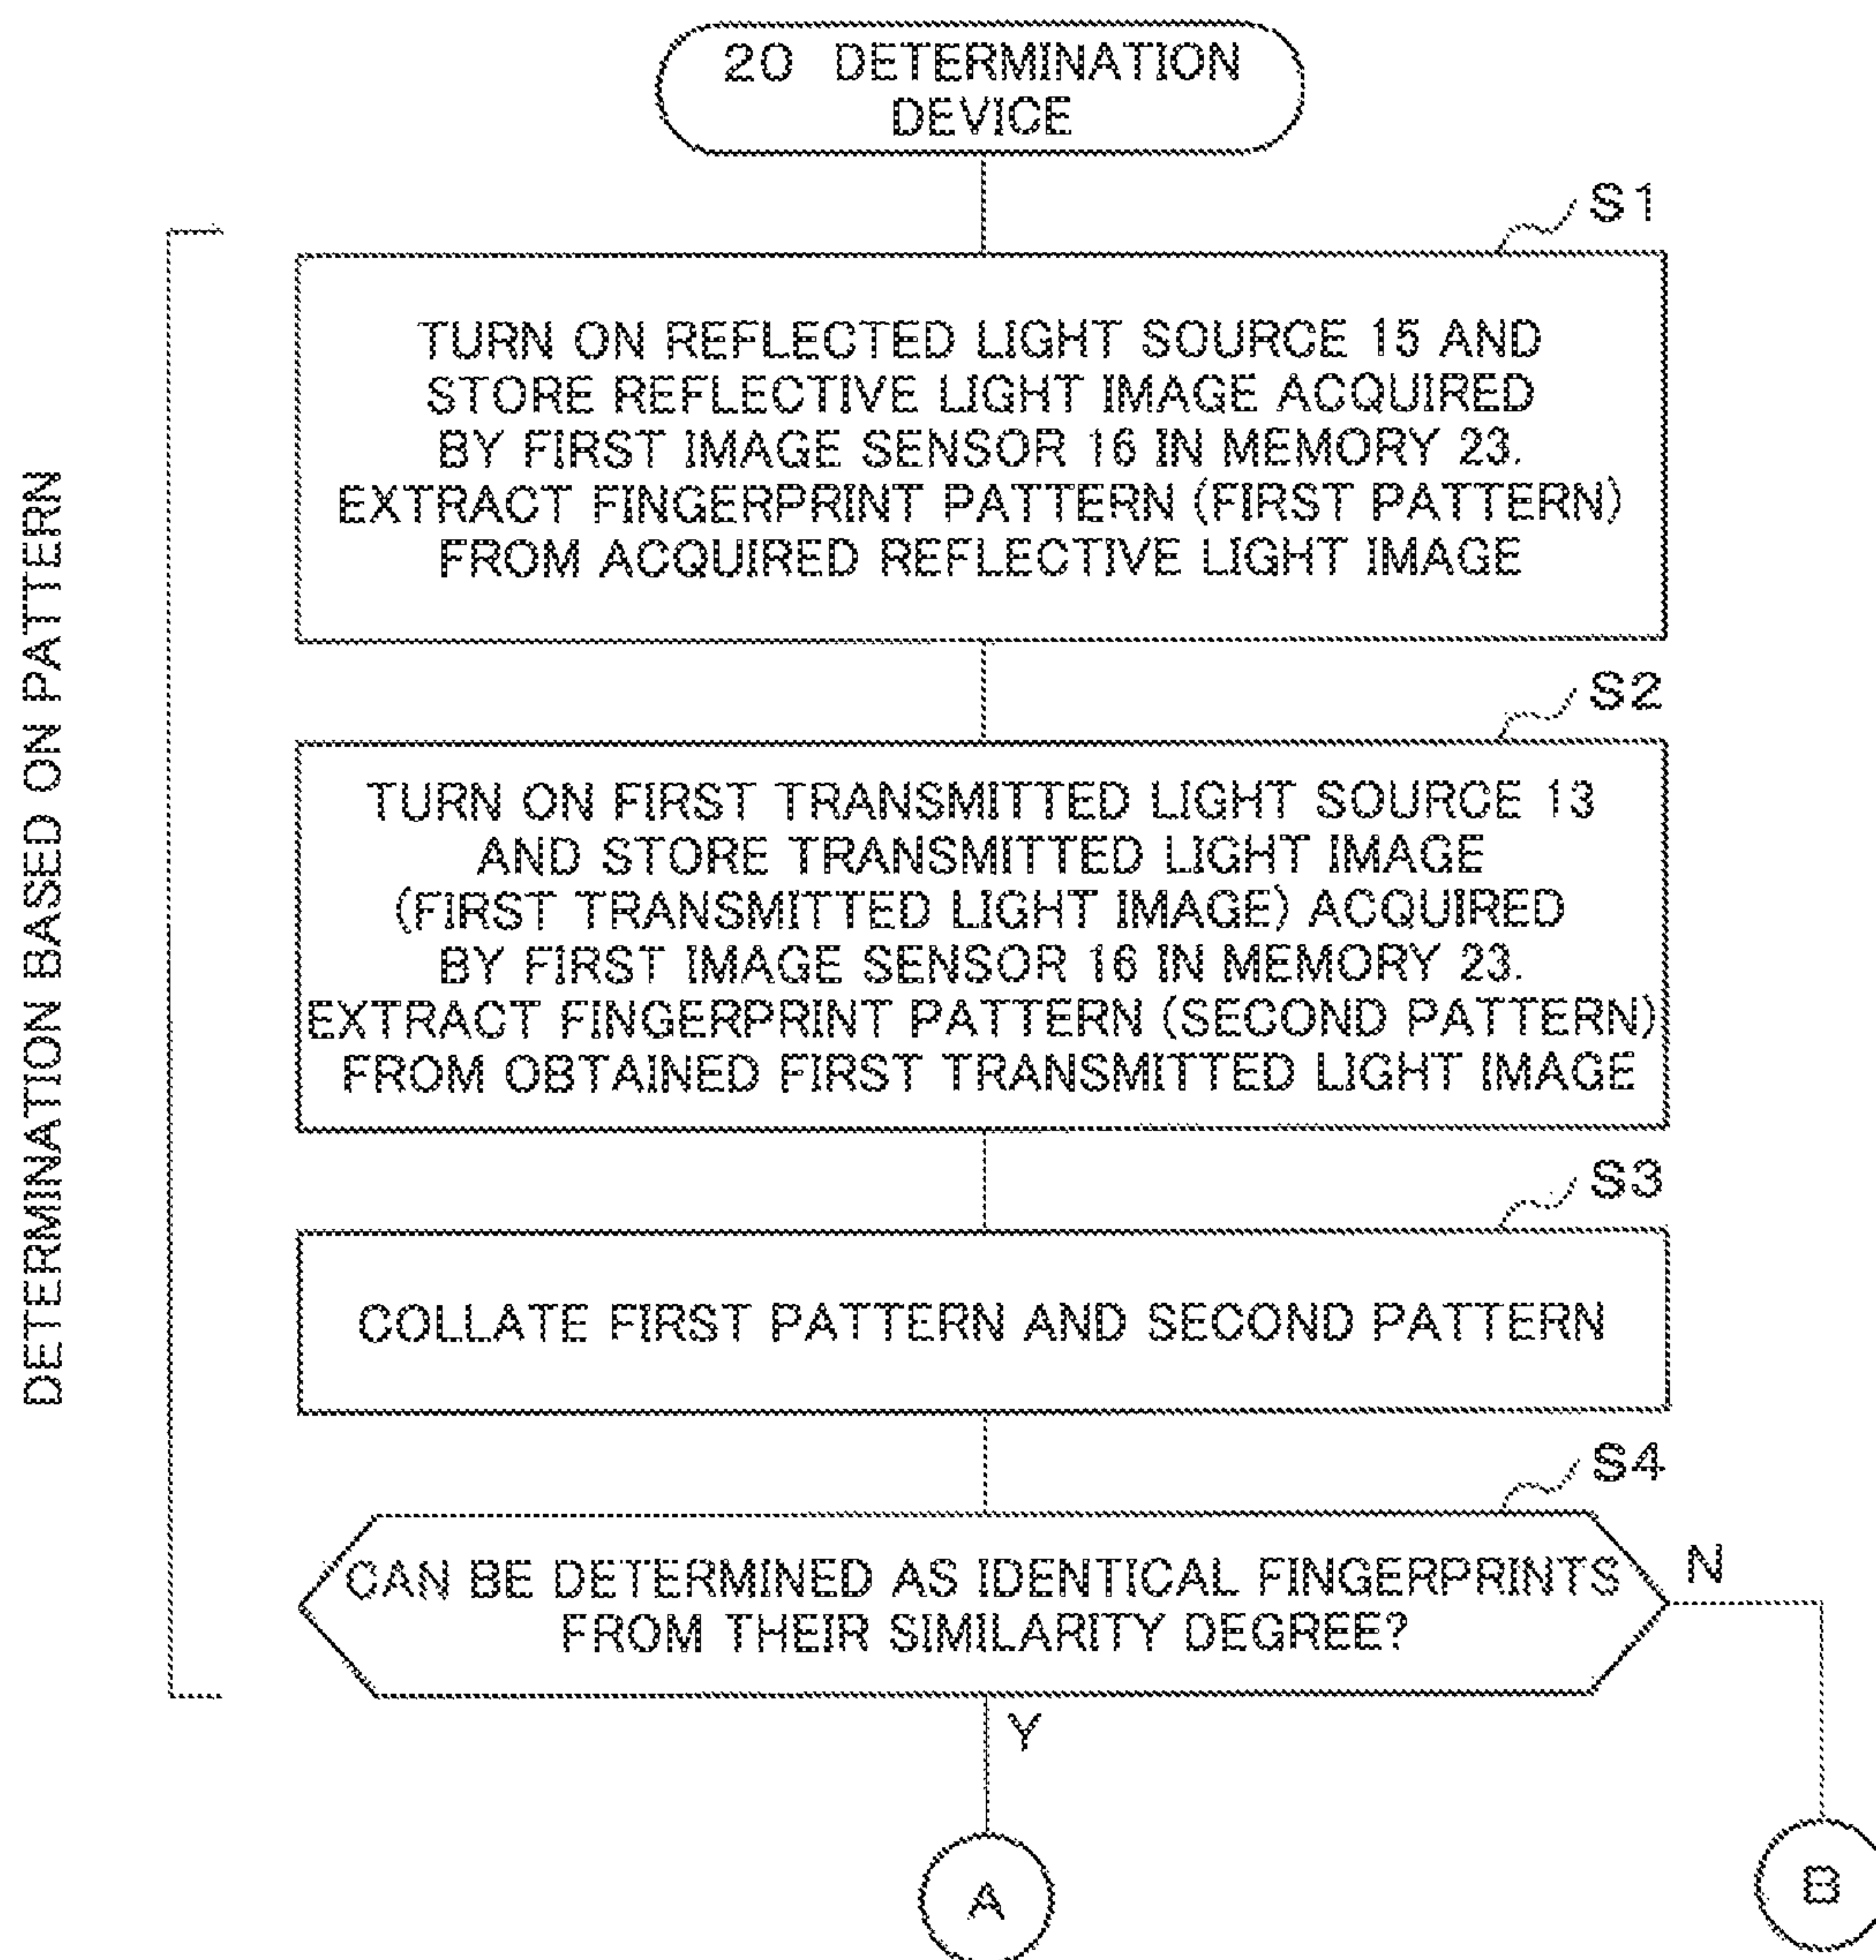 20 DETERMINATION
DEVICE
S1
TURN ON REFLECTED LIGHT SOURCE 15 AND
STORE REFLECTIVE LIGHT IMAGE ACQUIRED
BY FIRST IMAGE SENSOR 16 IN MEMORY 23.
EXTRACT FINGERPRINT PATTERN (FIRST PATTERN)
FROM ACQUIRED REFLECTIVE LIGHT IMAGE
S2
TURN ON FIRST TRANSMITTED LIGHT SOURCE 13
AND STORE TRANSMITTED LIGHT IMAGE
(FIRST TRANSMITTED LIGHT IMAGE) ACQUIRED
BY FIRST IMAGE SENSOR 16 IN MEMORY 23.
EXTRACT FINGERPRINT PATTERN (SECOND PATTERN)
FROM OBTAINED FIRST TRANSMITTED LIGHT IMAGE
DETERMINATION BASED ON PATTERN
S3
COLLATE FIRST PATTERN AND SECOND PATTERN
S4
CAN BE DETERMINED AS IDENTICAL FINGERPRINTS
FROM THEIR SIMILARITY DEGREE?
N
Y
A
B